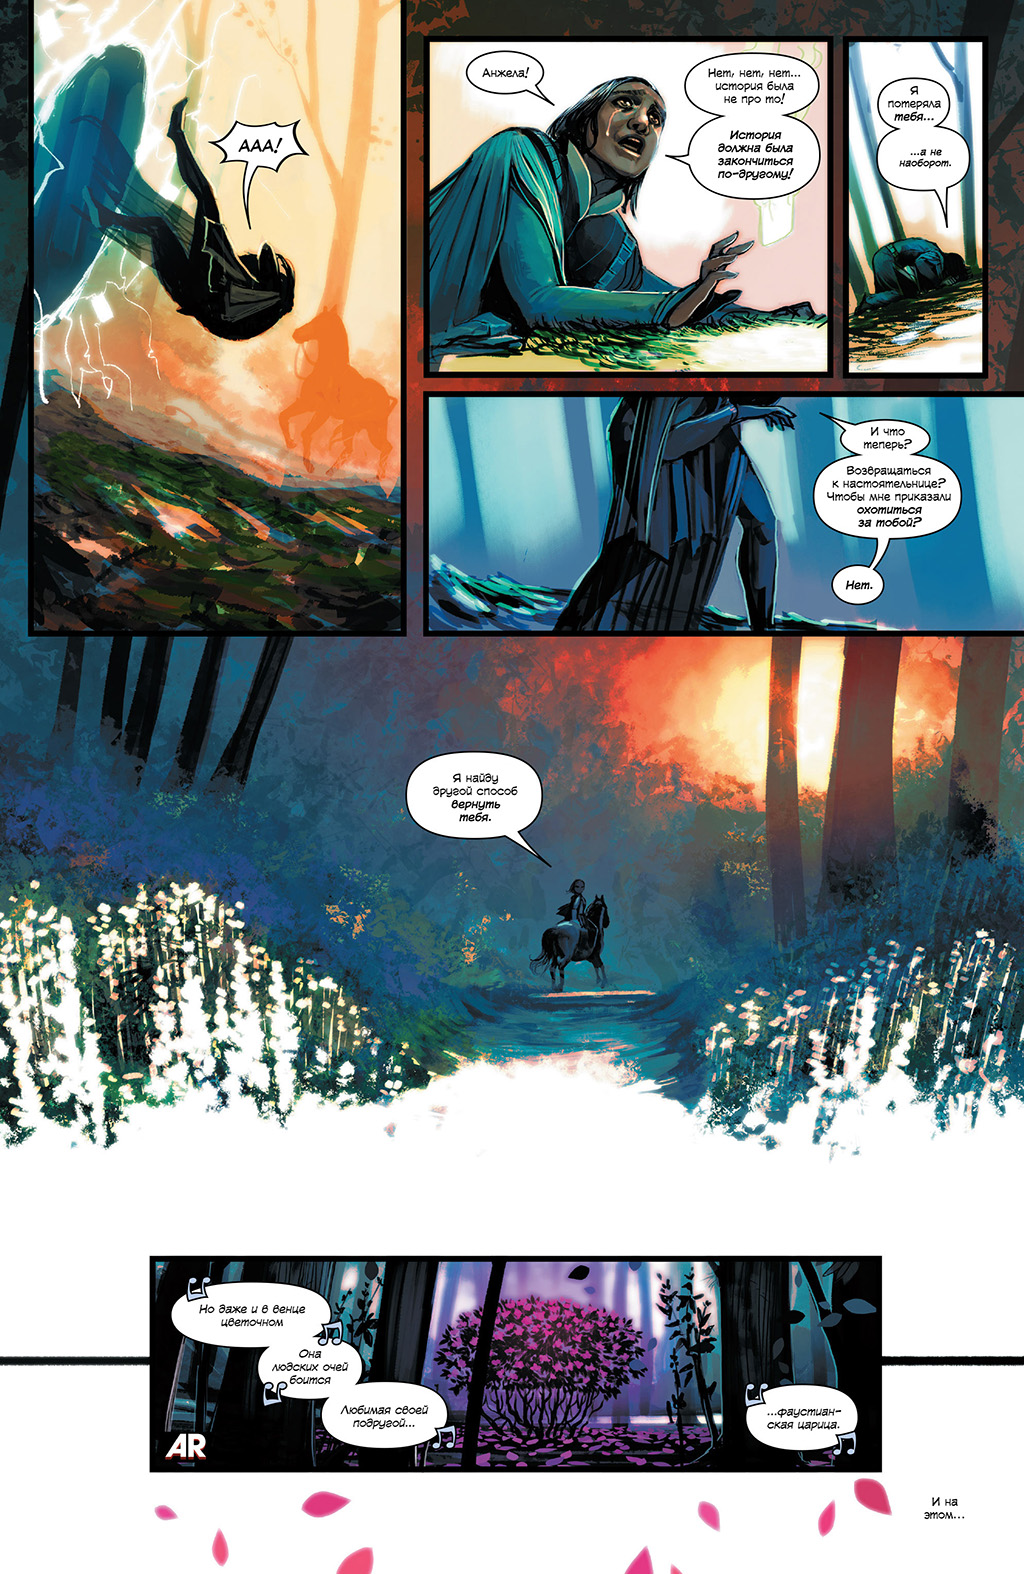 ААА!
Анжела!
Нет, нет, нет...
история была
не про то!
История
должна была
закончиться
по-другому!
Я
потеряла
тебя...
...а не
наоборот.
И что
теперь?
Возвращаться
к настоятельнице?
Чтобы мне приказали
охотиться
за тобой?
Нет.
Я найду
другой способ
вернуть
тебя.
Но даже и в венце
цветочном
Она
людских очей
боится
Любимая своей
подругой...
...фаустиан-
ская царица.
AR
И на
этом...